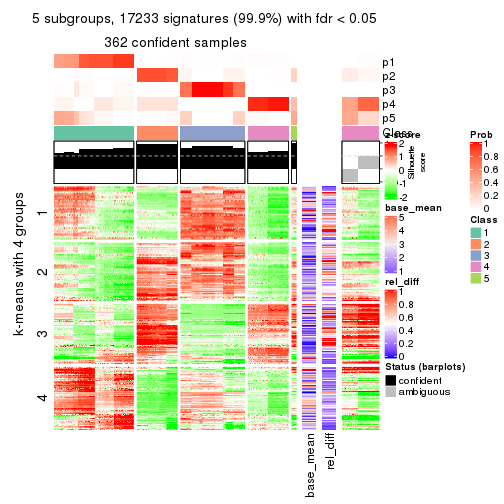 5 subgroups, 17233 signatures (99.9%) with fdr < 0.05
362 confident samples
p1
p2
p3
p4
p5
Class
k-means with 4 groups
1
2
3
4
base_mean
rel_diff
Silhouette
score
z-score
2
1
0
-1
-2
base_mean
5
4
3
2
1
rel_diff
1
0.8
0.6
0.4
0.2
0
Status (barplots)
confident
ambiguous
Prob
1
0.8
0.6
0.4
0.2
0
Class
1
2
3
4
5